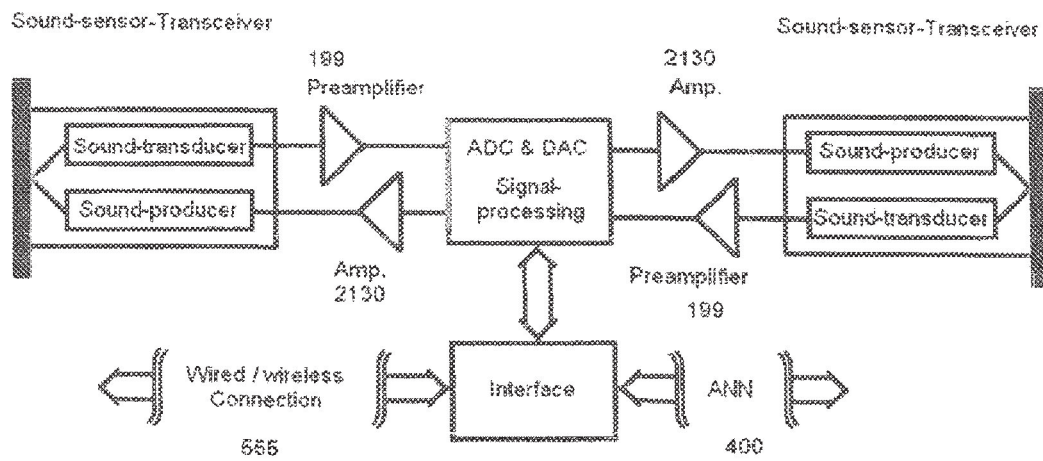 Sound-sensor-Transceiver
Sound-sensor-Transceiver
199
Preamplifier
2130
Amp.
Sound-transducer
Sound-producer
ADC & DAC
Signal-
processing
Sound-producer
Sound-transducer
Amp.
2130
Preamplifier
199
Wired / wireless
Connection
Interface
ANN
555
400